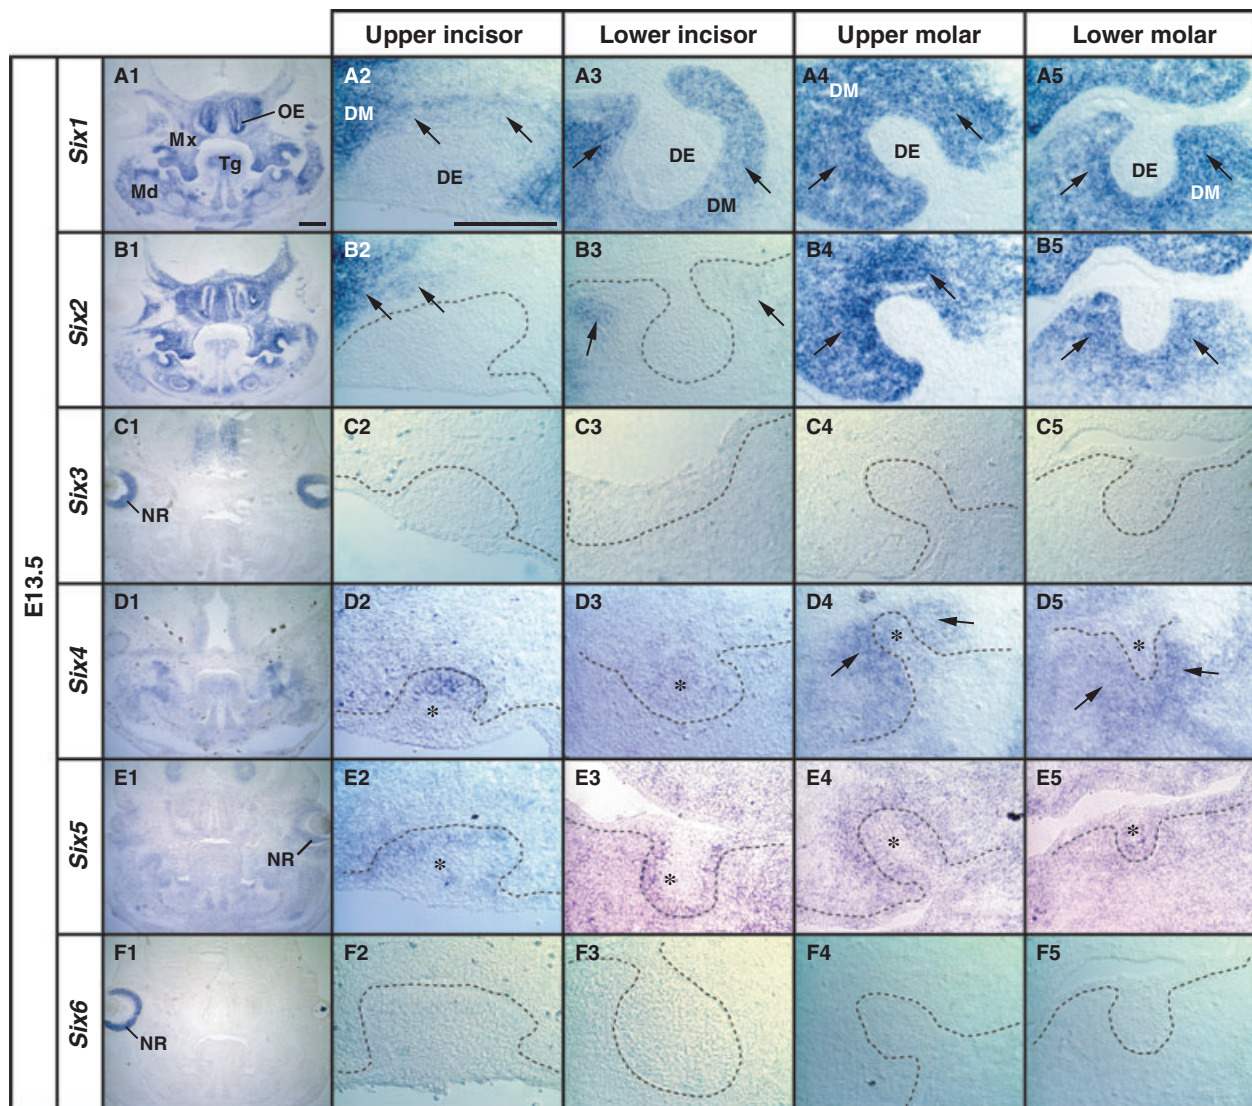 Upper incisor Lower incisor Upper molar Lower molar
E13.5
Six1
A1 OE Mx Tg Md
A2 DM DE
A3 DE DM
A4 DM DE
A5 DE DM
Six2
B1
B2
B3
B4
B5
Six3
C1 NR
C2
C3
C4
C5
Six4
D1
D2 *
D3 *
D4 *
D5 *
Six5
E1 NR
E2 *
E3 *
E4 *
E5 *
Six6
F1 NR
F2
F3
F4
F5